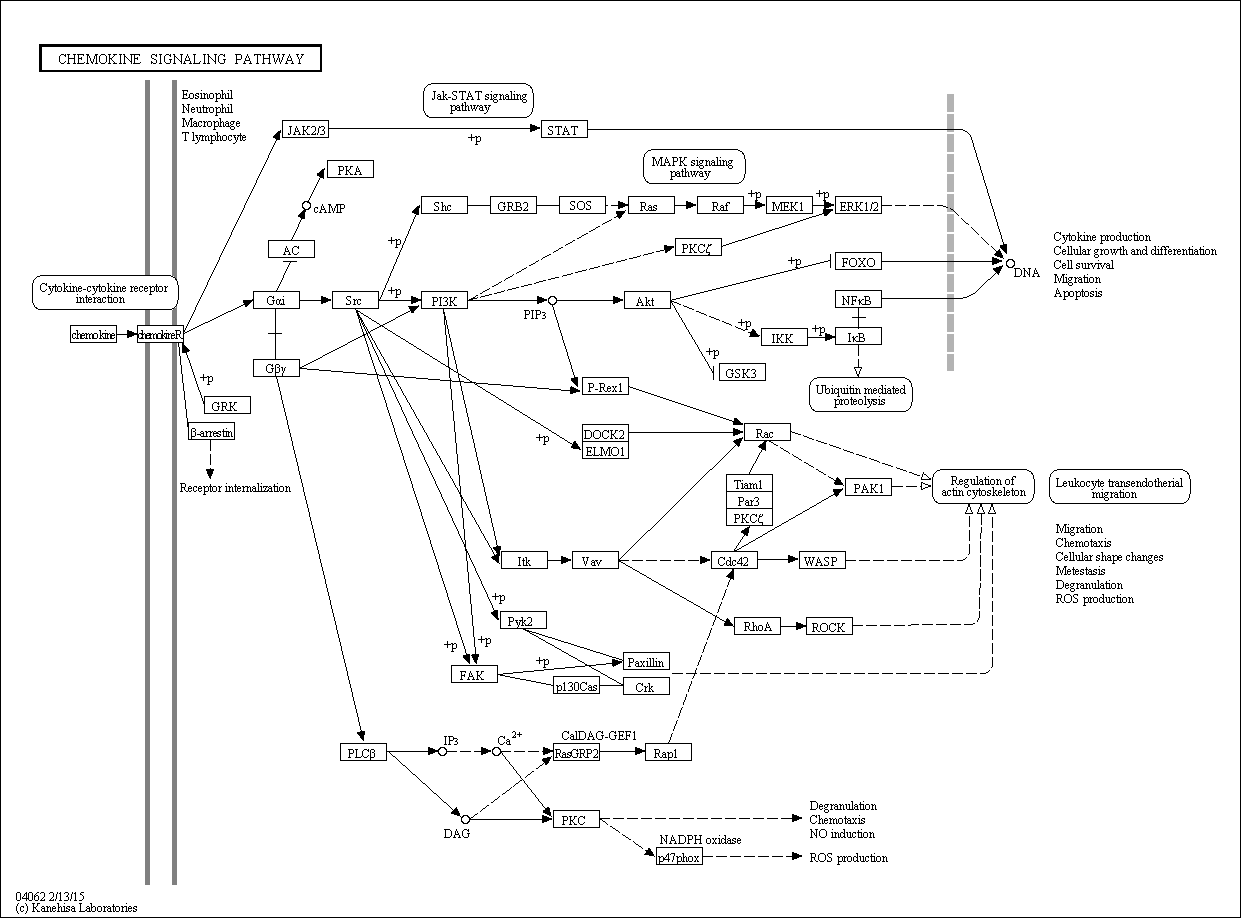 CHEMOKINE SIGNALING PATHWAY
Eosinophil
Neutrophil
Macrophage
T lymphocyte
Jak-STAT signaling
pathway
JAK2/3
+p
STAT
PKA
MAPK signaling
pathway
cAMP
Shc
GRB2
SOS
Ras
Raf
+p
MEK1
+p
ERK1/2
+p
AC
PKCζ
Cytokine production
Cellular growth and differentiation
Cell survival
Migration
Apoptosis
+p
FOXO
DNA
Cytokine-cytokine receptor
interaction
Gαi
Src
+p
PI3K
PIP3
Akt
NFκB
chemokine
chemokineR
+p
IKK
+p
IκB
Gβγ
+p
GSK3
+p
GRK
P-Rex1
Ubiquitin mediated
proteolysis
β-arrestin
+p
DOCK2
ELMO1
Rac
Receptor internalization
Tiam1
Par3
PKCζ
PAK1
Regulation of
actin cytoskeleton
Leukocyte transendotherial
migration
Migration
Chemotaxis
Cellular shape changes
Metestasis
Degranulation
ROS production
Itk
Vav
Cdc42
WASP
+p
Pyk2
RhoA
ROCK
+p
+p
+p
FAK
Paxillin
p130Cas
Crk
PLCβ
IP3
Ca2+
CalDAG-GEF1
RasGRP2
Rap1
DAG
PKC
Degranulation
Chemotaxis
NO induction
NADPH oxidase
p47phox
ROS production
04062 2/13/15
(c) Kanehisa Laboratories